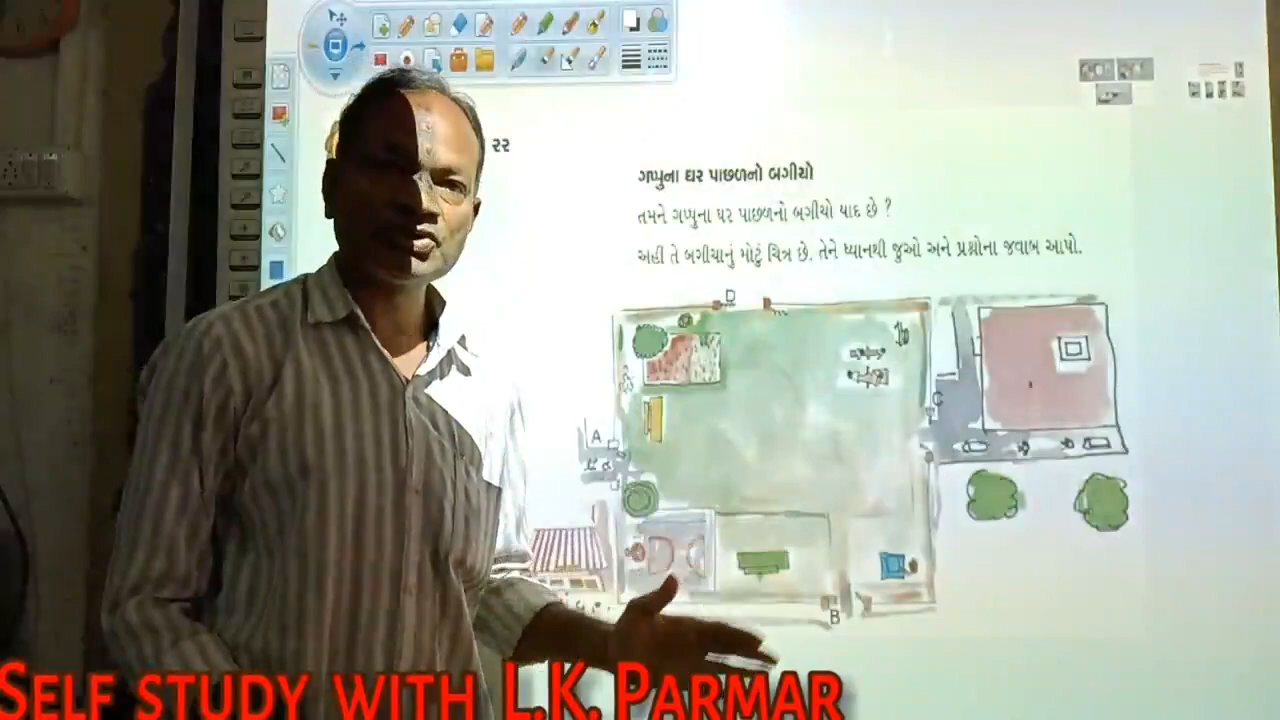 ૨૨
ગપ્પુના ઘર પાછળનો બગીચો
તમને ગપ્પુના ઘર પાછળનો બગીચો યાદ છે ?
અહીં તે બગીચાનું મોટું ચિત્ર છે. તેને ધ્યાનથી જુઓ અને પ્રશ્નોના જવાબ આપો.
D
C
A
B
SELF STUDY WITH L.K. PARMAR